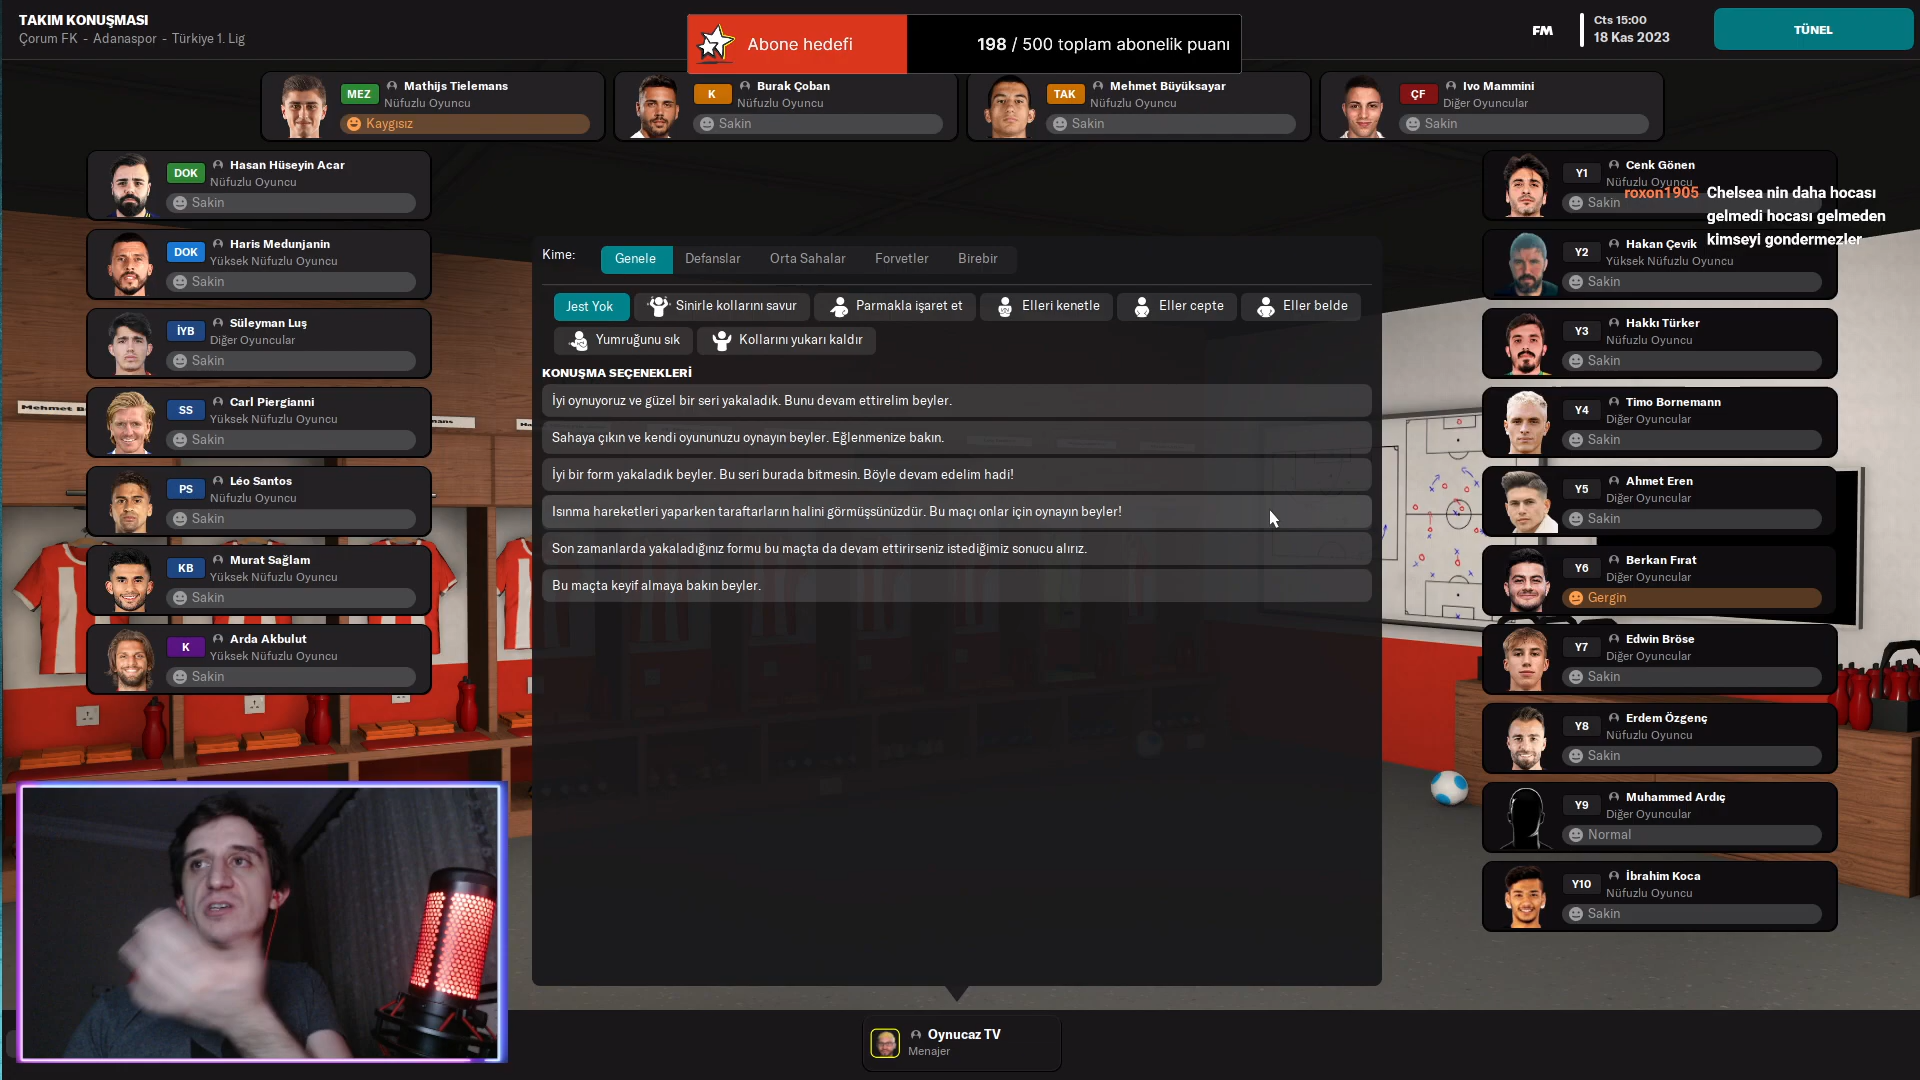 TAKIM KONUŞMASI
Çorum FK - Adanaspor - Türkiye 1. Lig
Abone hedefi
198 / 500 toplam abonelik puanı
FM
Cts 15:00
18 Kas 2023
TÜNEL
MEZ
Mathijs Tielemans
Nüfuzlu Oyuncu
Kaygısız
K
Burak Çoban
Nüfuzlu Oyuncu
Sakin
TAK
Mehmet Büyüksayar
Nüfuzlu Oyuncu
Sakin
ÇF
Ivo Mammini
Diğer Oyuncular
Sakin
DOK
Hasan Hüseyin Acar
Nüfuzlu Oyuncu
Sakin
DOK
Haris Medunjanin
Yüksek Nüfuzlu Oyuncu
Sakin
İYB
Süleyman Luş
Diğer Oyuncular
Sakin
SS
Carl Piergianni
Yüksek Nüfuzlu Oyuncu
Sakin
PS
Léo Santos
Nüfuzlu Oyuncu
Sakin
KB
Murat Sağlam
Yüksek Nüfuzlu Oyuncu
Sakin
K
Arda Akbulut
Yüksek Nüfuzlu Oyuncu
Sakin
Mehmet B
Kime:
Genele
Defanslar
Orta Sahalar
Forvetler
Birebir
Jest Yok
Sinirle kollarını savur
Parmakla işaret et
Elleri kenetle
Eller cepte
Eller belde
Yumruğunu sık
Kollarını yukarı kaldır
KONUŞMA SEÇENEKLERİ
İyi oynuyoruz ve güzel bir seri yakaladık. Bunu devam ettirelim beyler.
Sahaya çıkın ve kendi oyununuzu oynayın beyler. Eğlenmenize bakın.
İyi bir form yakaladık beyler. Bu seri burada bitmesin. Böyle devam edelim hadi!
Isınma hareketleri yaparken taraftarların halini görmüşsünüzdür. Bu maçı onlar için oynayın beyler!
Son zamanlarda yakaladığınız formu bu maçta da devam ettirirseniz istediğimiz sonucu alırız.
Bu maçta keyif almaya bakın beyler.
Y1
Cenk Gönen
Nüfuzlu Oyuncu
Sakin
roxon1905 Chelsea nin daha hocası
gelmedi hocası gelmeden
kimseyi gondermezler
Y2
Hakan Çevik
Yüksek Nüfuzlu Oyuncu
Sakin
Y3
Hakkı Türker
Nüfuzlu Oyuncu
Sakin
Y4
Timo Bornemann
Diğer Oyuncular
Sakin
Y5
Ahmet Eren
Diğer Oyuncular
Sakin
Y6
Berkan Fırat
Diğer Oyuncular
Gergin
Y7
Edwin Bröse
Diğer Oyuncular
Sakin
Y8
Erdem Özgenç
Nüfuzlu Oyuncu
Sakin
Y9
Muhammed Ardıç
Diğer Oyuncular
Normal
Y10
İbrahim Koca
Nüfuzlu Oyuncu
Sakin
Oynucaz TV
Menajer